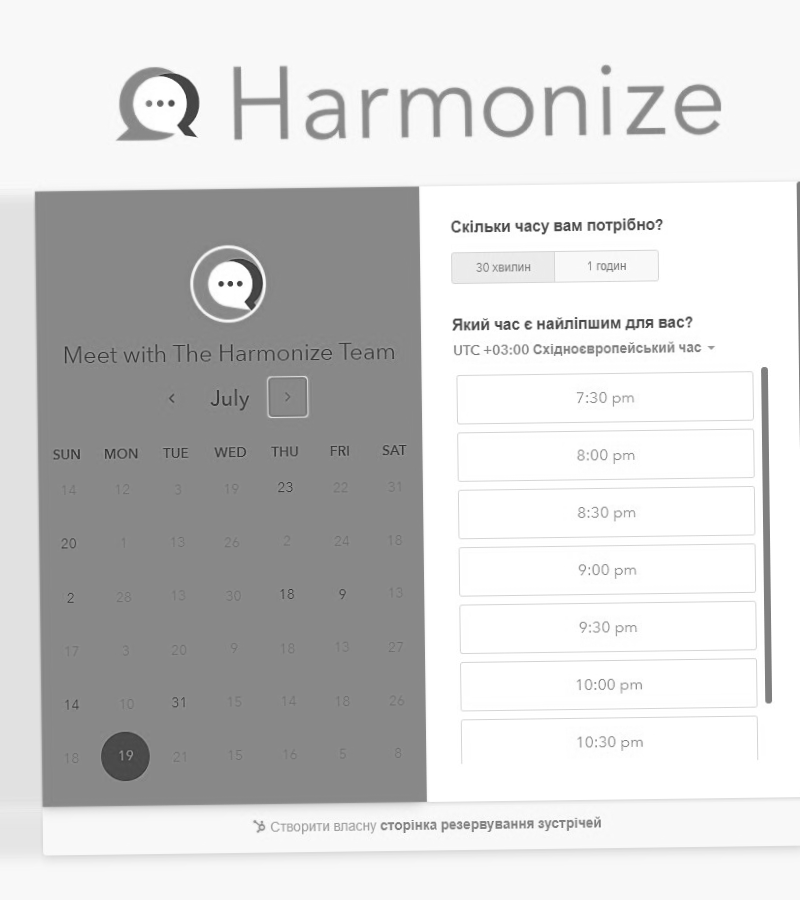 Harmonize
Meet with The Harmonize Team
July
SUN MON TUE WED THU FRI SAT
14 12 3 19 23 22 31
20 1 13 26 2 24 18
2 28 13 30 18 9 13
17 3 20 9 18 13 27
14 10 31 15 14 18 26
18 19 21 15 16 5 8
Скільки часу вам потрібно?
30 хвилин 1 годин
Який час є найліпшим для вас?
UTC +03:00 Східноєвропейський час
7:30 pm
8:00 pm
8:30 pm
9:00 pm
9:30 pm
10:00 pm
10:30 pm
Створити власну сторінка резервування зустрічей